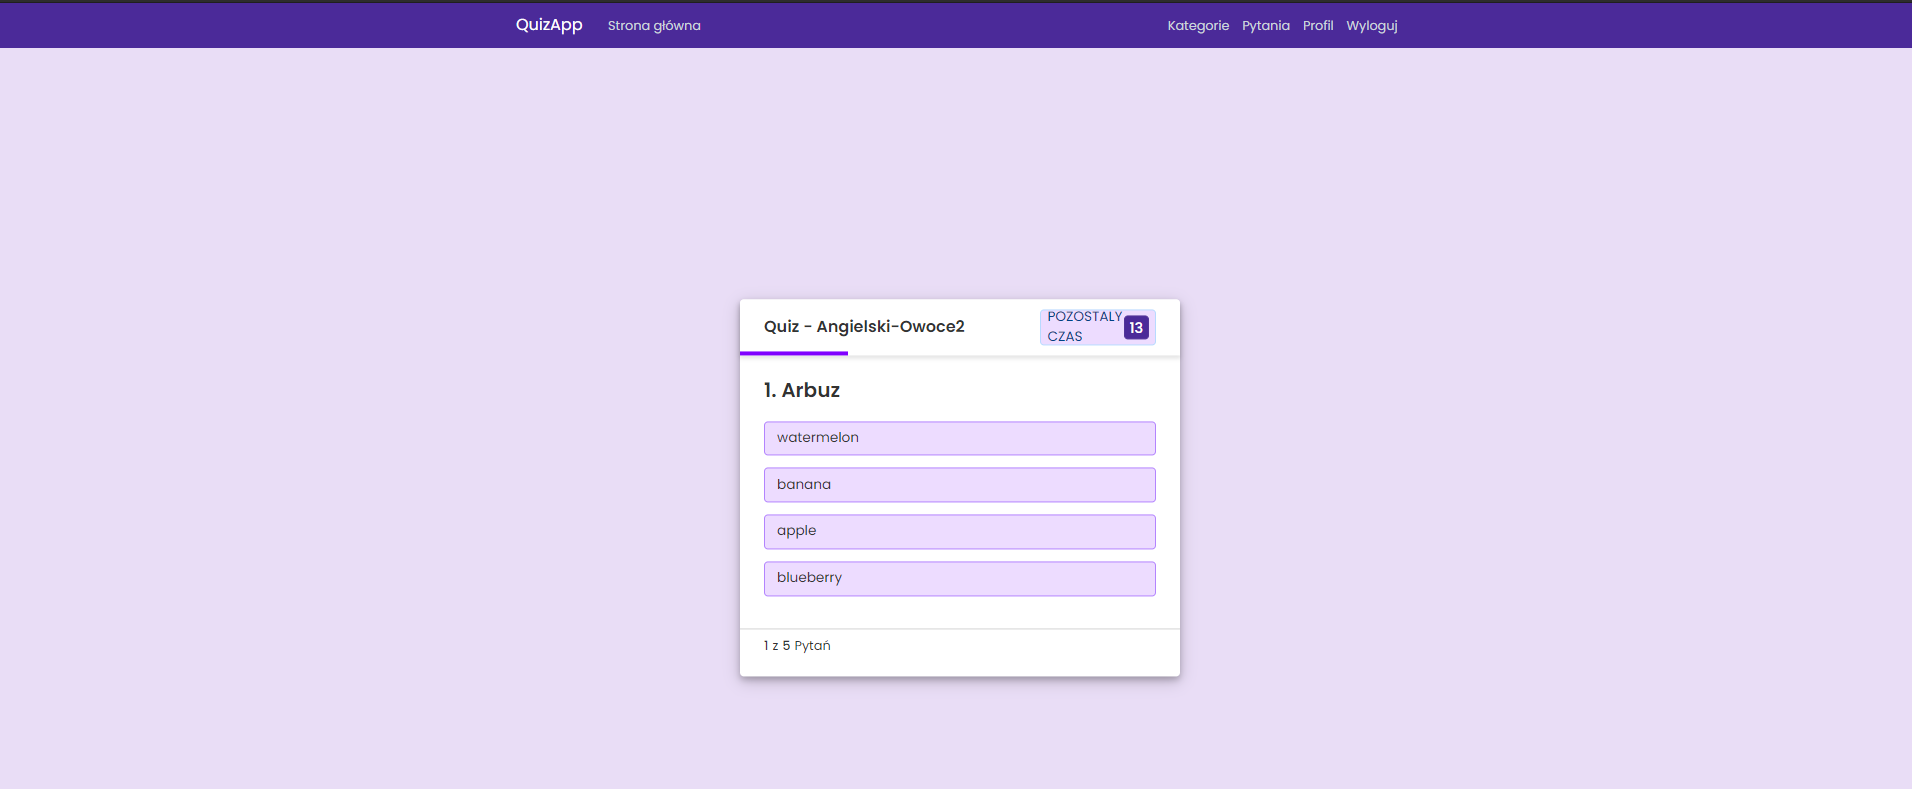 QuizApp Strona główna Kategorie Pytania Profil Wyloguj
Quiz - Angielski-Owoce2
POZOSTALY
CZAS
13
1. Arbuz
watermelon
banana
apple
blueberry
1 z 5 Pytań